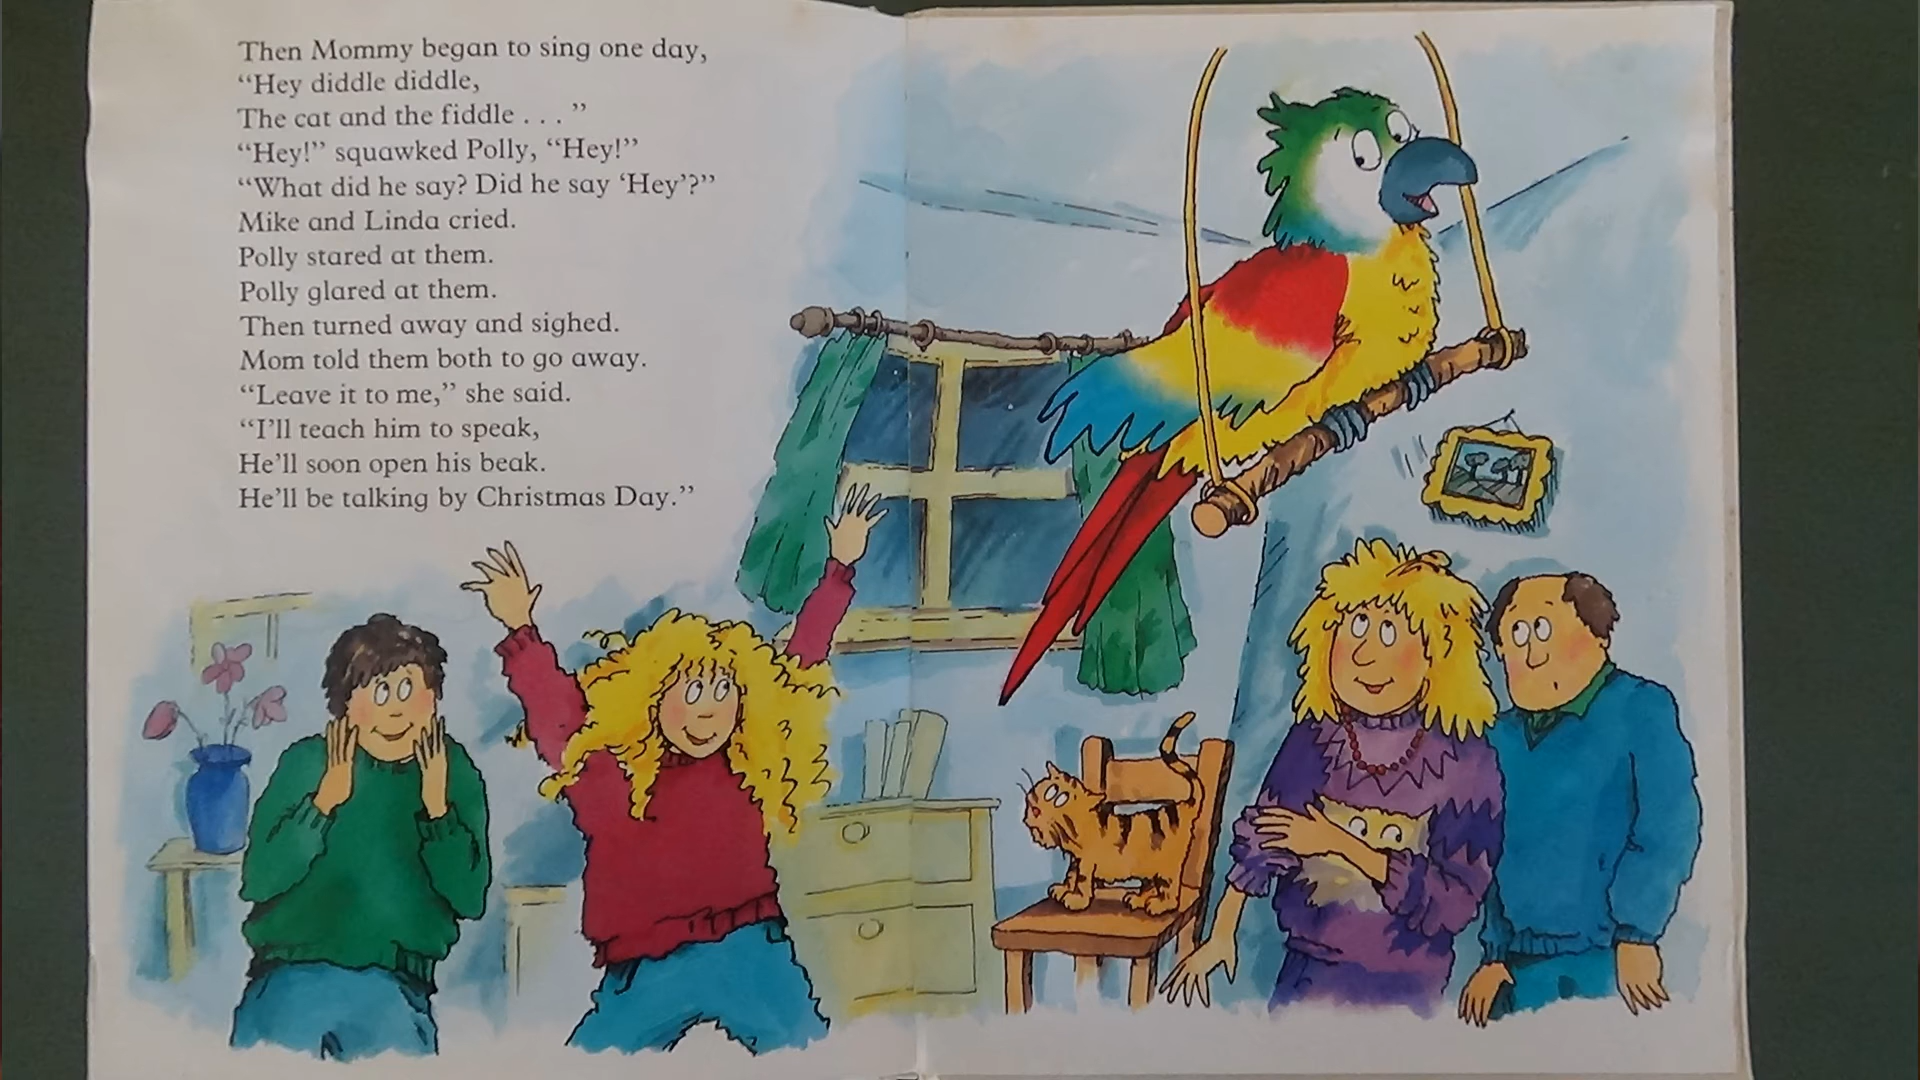 Then Mommy began to sing one day,
“Hey diddle diddle,
The cat and the fiddle . . . ”
“Hey!” squawked Polly, “Hey!”
“What did he say? Did he say ‘Hey’?”
Mike and Linda cried.
Polly stared at them.
Polly glared at them.
Then turned away and sighed.
Mom told them both to go away.
“Leave it to me,” she said.
“I’ll teach him to speak,
He’ll soon open his beak.
He’ll be talking by Christmas Day.”